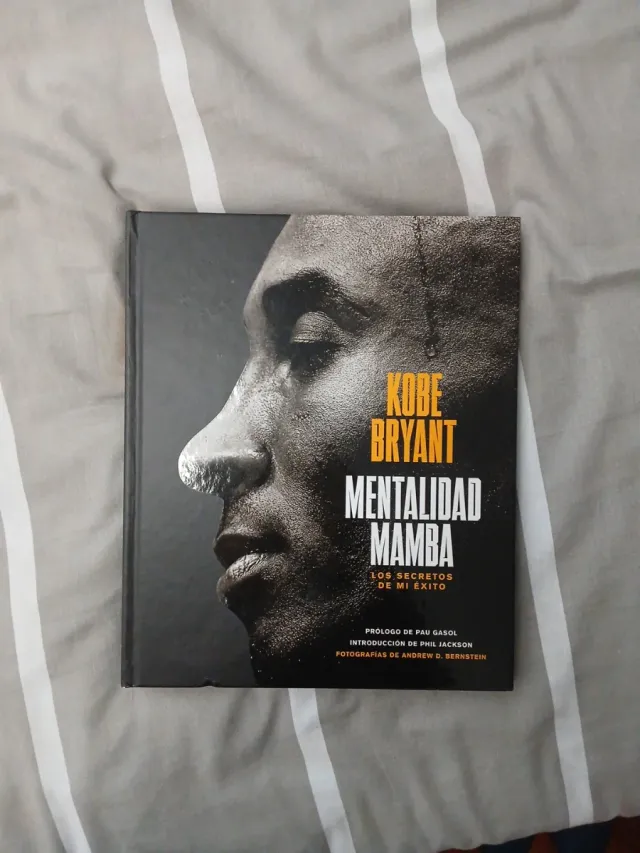 KOBE
BRYANT
MENTALIDAD
MAMBA
LOS SECRETOS
DE MI ÉXITO
PRÓLOGO DE PAU GASOL
INTRODUCCIÓN DE PHIL JACKSON
FOTOGRAFÍAS DE ANDREW D. BERNSTEIN